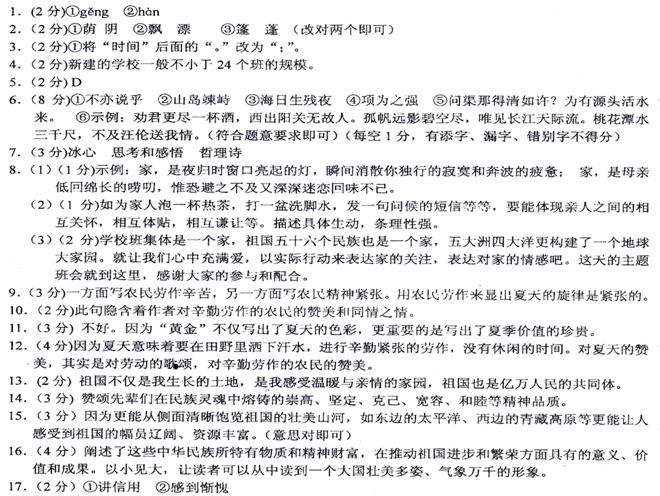 1．(2 分)①gěng　②hàn
2．(2 分)①荫 阴　②飘 漂　③篷 蓬 （改对两个即可）
3．(2 分)①将“时间”后面的“。”改为“；”。
4．(2 分)新建的学校一般不小于 24 个班的规模。
5．(2 分) D
6．(8 分)①不亦说乎　②山岛竦峙　③海日生残夜　④项为之强　⑤问渠那得清如许？为有源头活水
来。　⑥示例：劝君更尽一杯酒，西出阳关无故人。孤帆远影碧空尽，唯见长江天际流。桃花潭水
三千尺，不及汪伦送我情。（符合题意要求即可）（每空 1 分，有添字、漏字、错别字不得分）
7．(3 分)冰心　思考和感悟　哲理诗
8．(1)（1 分)示例：家，是夜归时窗口亮起的灯，瞬间消散你独行的寂寞和奔波的疲惫；　家，是母亲
低回绵长的唠叨，惟恐避之不及又深深迷恋回味不已。
(2)（1 分)如为家人泡一杯热茶，打一盆洗脚水，发一句问候的短信等等，要能体现亲人之间的相
互关怀，相互体贴，相互谦让等。描述具体生动，条理性强。
(3)（2 分)学校班集体是一个家，祖国五十六个民族也是一个家，五大洲四大洋更构建了一个地球
大家园。就让我们心中充满爱，以实际行动来表达家的关注，表达对家的情感吧。这天的主题
班会就到这里，感谢大家的参与和配合。
9．(3 分)一方面写农民劳作辛苦，另一方面写农民精神紧张。用农民劳作来显出夏天的旋律是紧张的。
10．(2 分)此句隐含着作者对辛勤劳作的农民的赞美和同情之情。
11．(3 分) 不好。因为“黄金”不仅写出了夏天的色彩，更重要的是写出了夏季价值的珍贵。
12．(4 分)因为夏天意味着要在田野里洒下汗水，进行辛勤紧张的劳作，没有休闲的时间。对夏天的赞
美，其实是对劳动的歌颂，对辛勤劳作的农民的赞美。
13．(2 分) 祖国不仅是我生长的土地，是我感受温暖与亲情的家园，祖国也是亿万人民的共同体。
14．(3 分) 赞颂先辈们在民族灵魂中熔铸的崇高、坚定、克己、宽容、和睦等精神品质。
15．(3 分）因为更能从侧面清晰饱览祖国的壮美山河，如东边的太平洋、西边的青藏高原等更能让人
感受到祖国的幅员辽阔、资源丰富。（意思对即可）
16．(4 分) 阐述了这些中华民族所特有物质和精神财富，在推动祖国进步和繁荣方面具有的意义、价
值和成果。以小见大，让读者可以从中读到一个大国壮美多姿、气象万千的形象。
17．(2 分）①讲信用　②感到惭愧